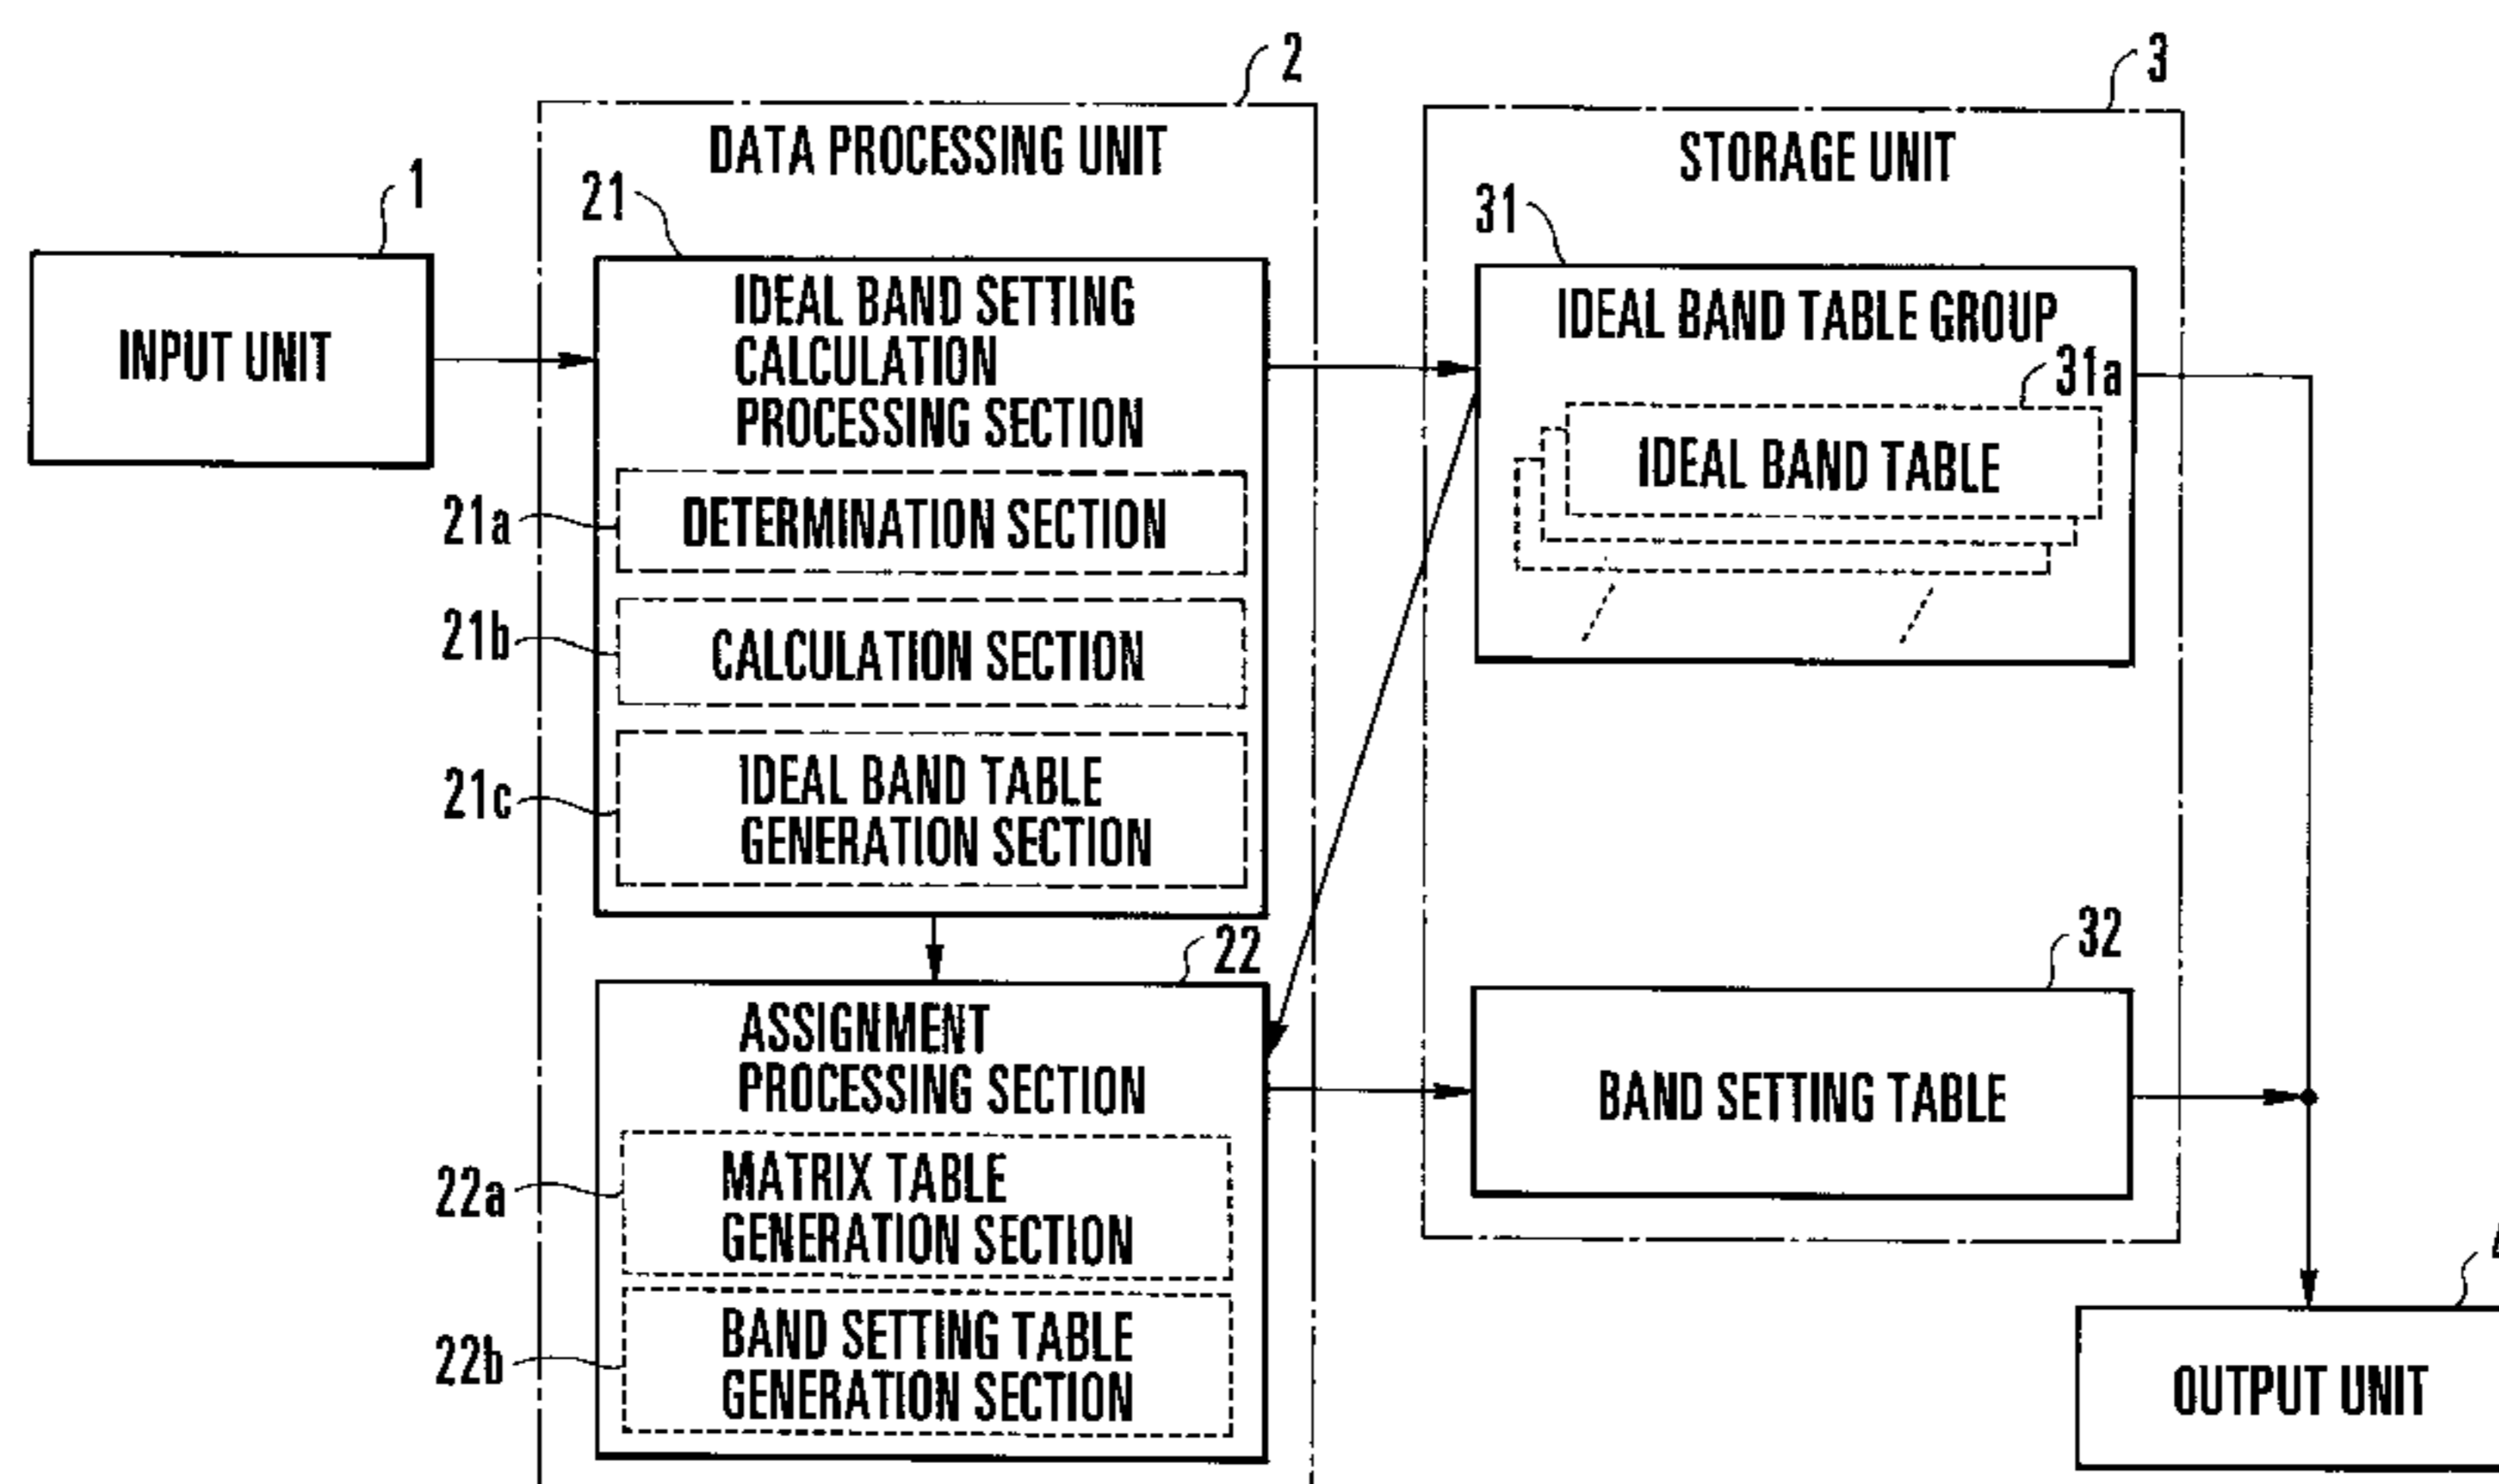 2
3
DATA PROCESSING UNIT
STORAGE UNIT
1
21
31
INPUT UNIT
IDEAL BAND SETTING
CALCULATION
PROCESSING SECTION
IDEAL BAND TABLE GROUP
31a
IDEAL BAND TABLE
21a
DETERMINATION SECTION
21b
CALCULATION SECTION
21c
IDEAL BAND TABLE
GENERATION SECTION
22
32
ASSIGNMENT
PROCESSING SECTION
BAND SETTING TABLE
22a
MATRIX TABLE
GENERATION SECTION
22b
BAND SETTING TABLE
GENERATION SECTION
OUTPUT UNIT